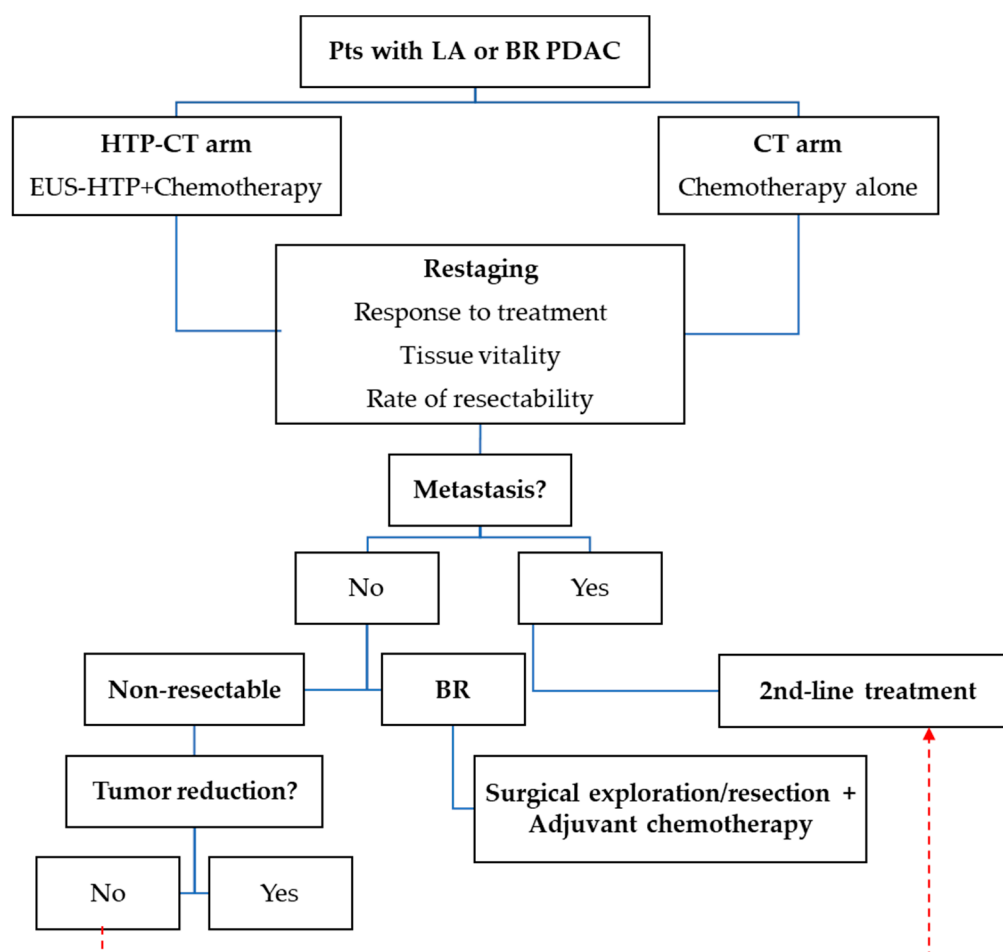 Pts with LA or BR PDAC
HTP-CT arm
EUS-HTP+Chemotherapy
CT arm
Chemotherapy alone
Restaging
Response to treatment
Tissue vitality
Rate of resectability
Metastasis?
No
Yes
Non-resectable
BR
2nd-line treatment
Tumor reduction?
Surgical exploration/resection +
Adjuvant chemotherapy
No
Yes